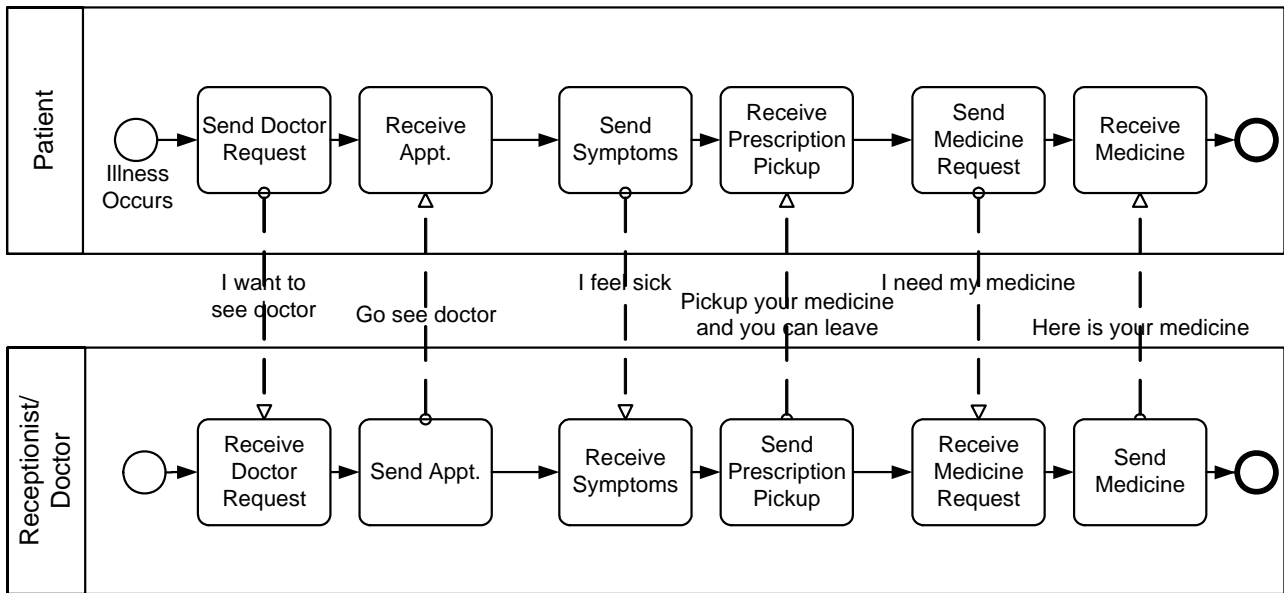 Patient
Illness
Occurs
Send Doctor
Request
Receive
Appt.
Send
Symptoms
Receive
Prescription
Pickup
Send
Medicine
Request
Receive
Medicine
I want to
see doctor
Go see doctor
I feel sick
Pickup your medicine
and you can leave
I need my medicine
Here is your medicine
Receptionist/
Doctor
Receive
Doctor
Request
Send Appt.
Receive
Symptoms
Send
Prescription
Pickup
Receive
Medicine
Request
Send
Medicine